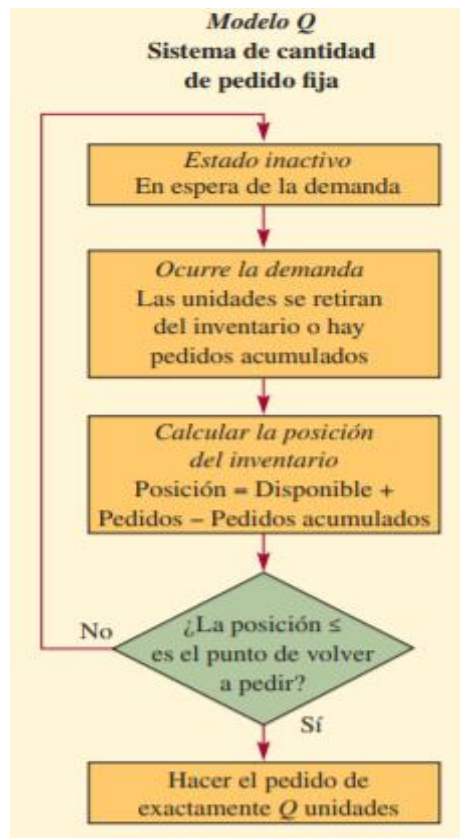 Modelo Q
Sistema de cantidad
de pedido fija
Estado inactivo
En espera de la demanda
Ocurre la demanda
Las unidades se retiran
del inventario o hay
pedidos acumulados
Calcular la posición
del inventario
Posición = Disponible +
Pedidos – Pedidos acumulados
¿La posición ≤
es el punto de volver
a pedir?
No
Sí
Hacer el pedido de
exactamente Q unidades